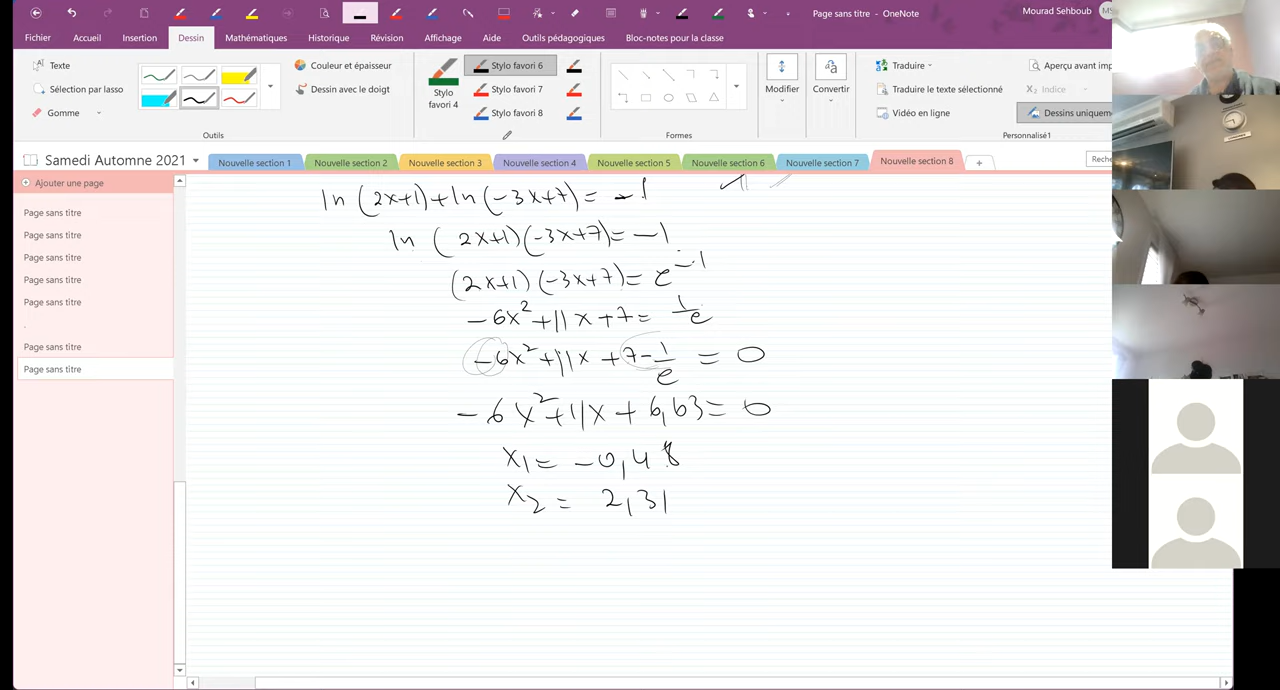 Page sans titre - OneNote
Mourad Sehboub
Fichier
Accueil
Insertion
Dessin
Mathématiques
Historique
Révision
Affichage
Aide
Outils pédagogiques
Bloc-notes pour la classe
Texte
Sélection par lasso
Gomme
Outils
Couleur et épaisseur
Dessin avec le doigt
Stylo favori 4
Stylo favori 6
Stylo favori 7
Stylo favori 8
Formes
Modifier
Convertir
Traduire
Traduire le texte sélectionné
Vidéo en ligne
Aperçu avant imp
Indice
Dessins uniqueme
Personnalisé1
Samedi Automne 2021
Nouvelle section 1
Nouvelle section 2
Nouvelle section 3
Nouvelle section 4
Nouvelle section 5
Nouvelle section 6
Nouvelle section 7
Nouvelle section 8
Reche
Ajouter une page
Page sans titre
Page sans titre
Page sans titre
Page sans titre
Page sans titre
Page sans titre
Page sans titre
ln (2x+1)+ln(-3x+7)= -1
ln (2x+1)(-3x+7)= -1
(2x+1)(-3x+7)= e^-1
-6x²+11x+7= 1/e
-6x²+11x+7-1/e = 0
-6x²+11x+6,63= 0
x1= -0,48
x2= 2,31